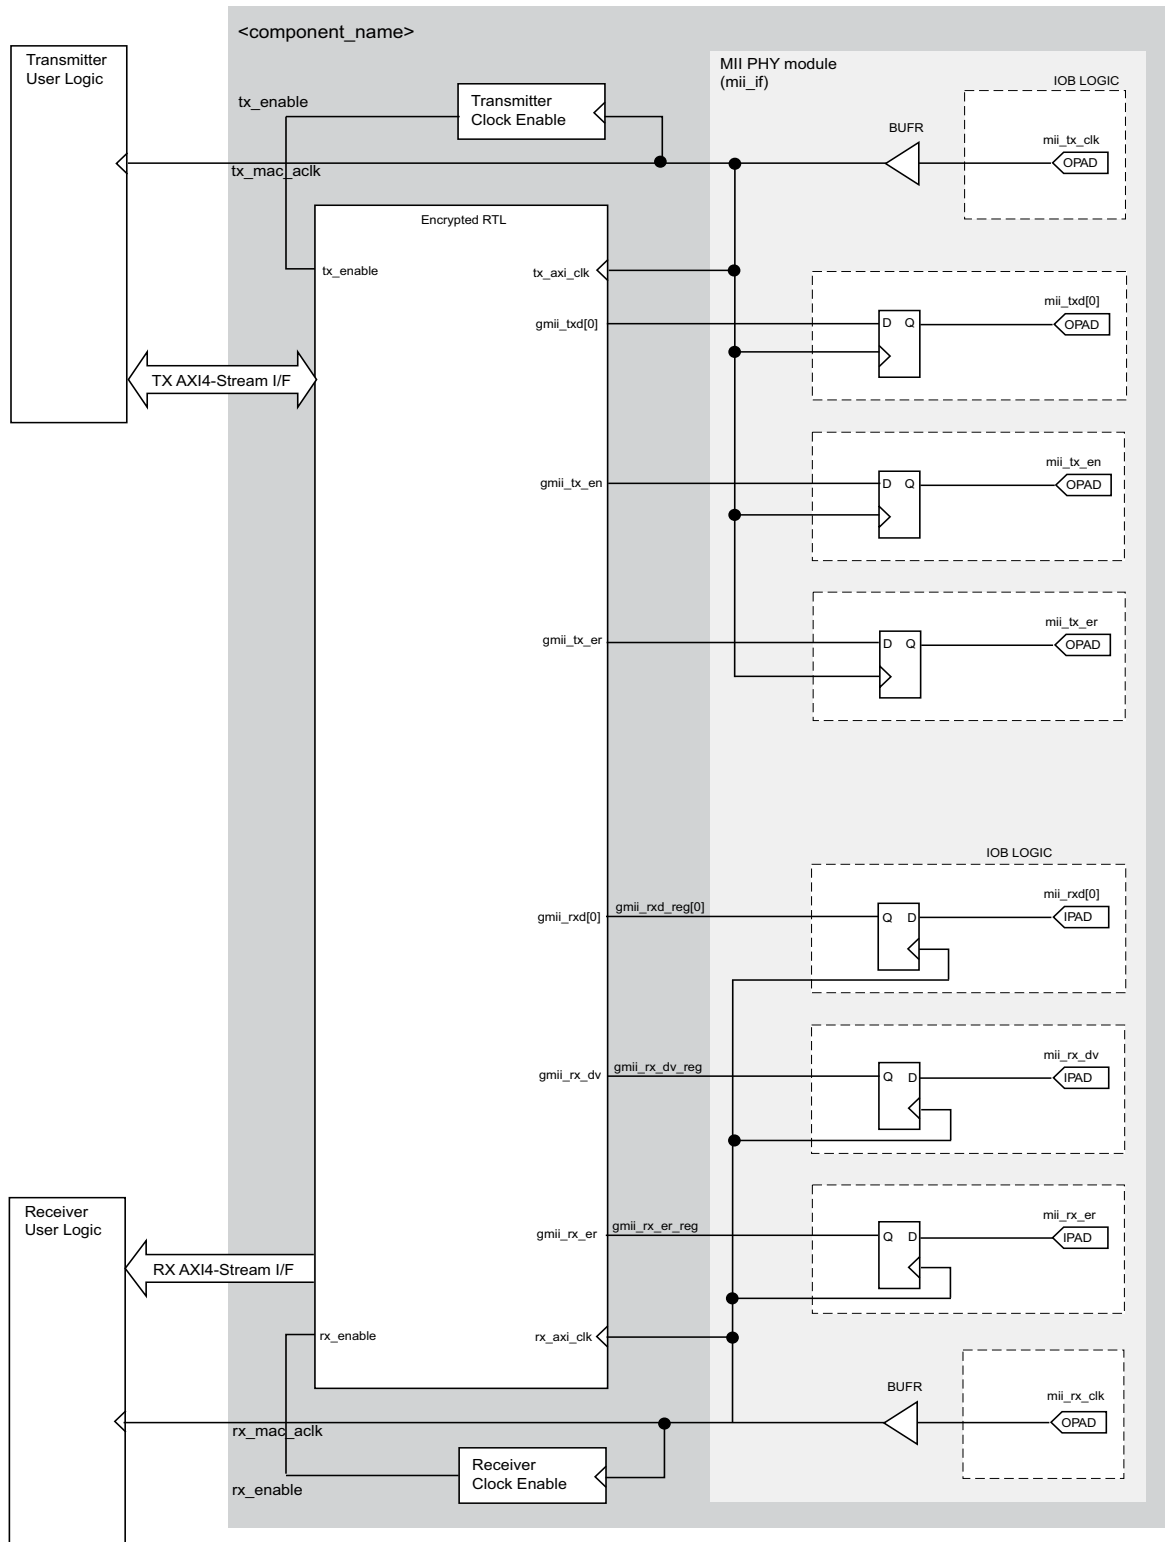 <component_name>
Transmitter
User Logic
MII PHY module
(mii_if)
IOB LOGIC
tx_enable
Transmitter
Clock Enable
BUFR
mii_tx_clk
OPAD
tx_mac_aclk
Encrypted RTL
tx_enable
tx_axi_clk
mii_txd[0]
gmii_txd[0]
D Q
OPAD
TX AXI4-Stream I/F
mii_tx_en
gmii_tx_en
D Q
OPAD
mii_tx_er
gmii_tx_er
D Q
OPAD
IOB LOGIC
mii_rxd[0]
gmii_rxd[0]
gmii_rxd_reg[0]
Q D
IPAD
mii_rx_dv
gmii_rx_dv
gmii_rx_dv_reg
Q D
IPAD
Receiver
User Logic
mii_rx_er
gmii_rx_er
gmii_rx_er_reg
Q D
IPAD
RX AXI4-Stream I/F
rx_enable
rx_axi_clk
BUFR
mii_rx_clk
OPAD
rx_mac_aclk
Receiver
Clock Enable
rx_enable